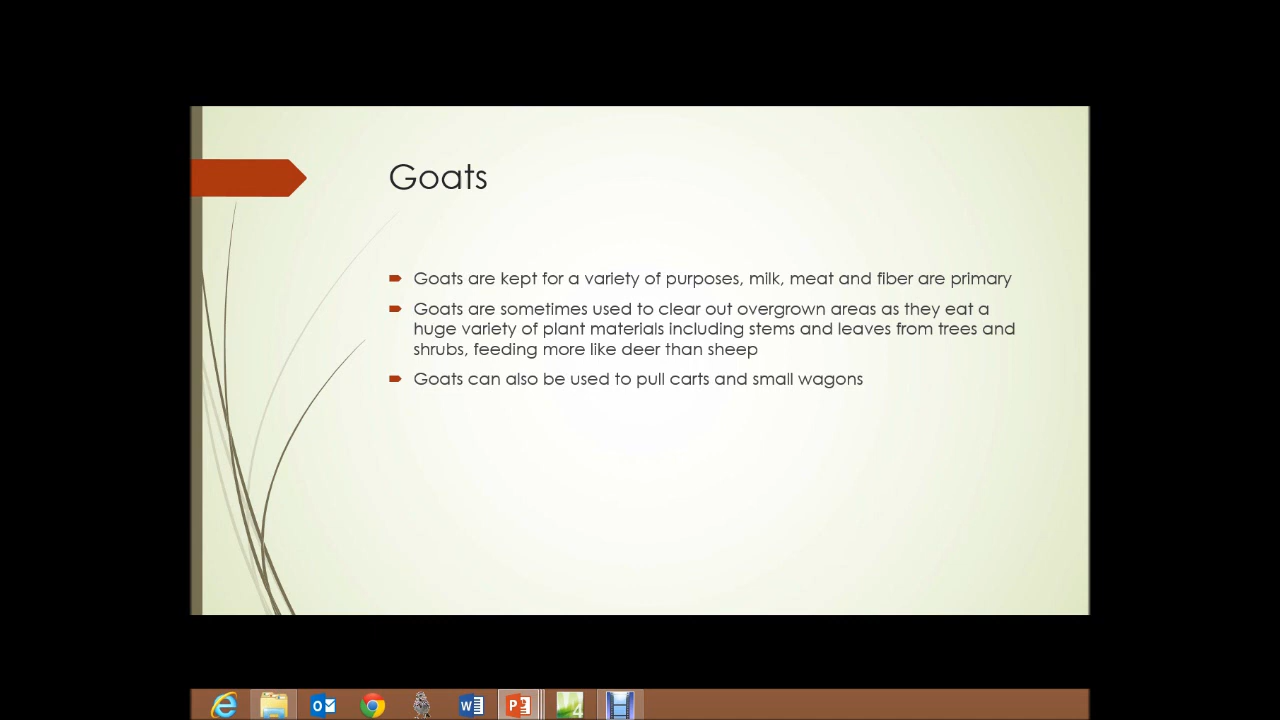 Goats
Goats are kept for a variety of purposes, milk, meat and fiber are primary
Goats are sometimes used to clear out overgrown areas as they eat a
huge variety of plant materials including stems and leaves from trees and
shrubs, feeding more like deer than sheep
Goats can also be used to pull carts and small wagons